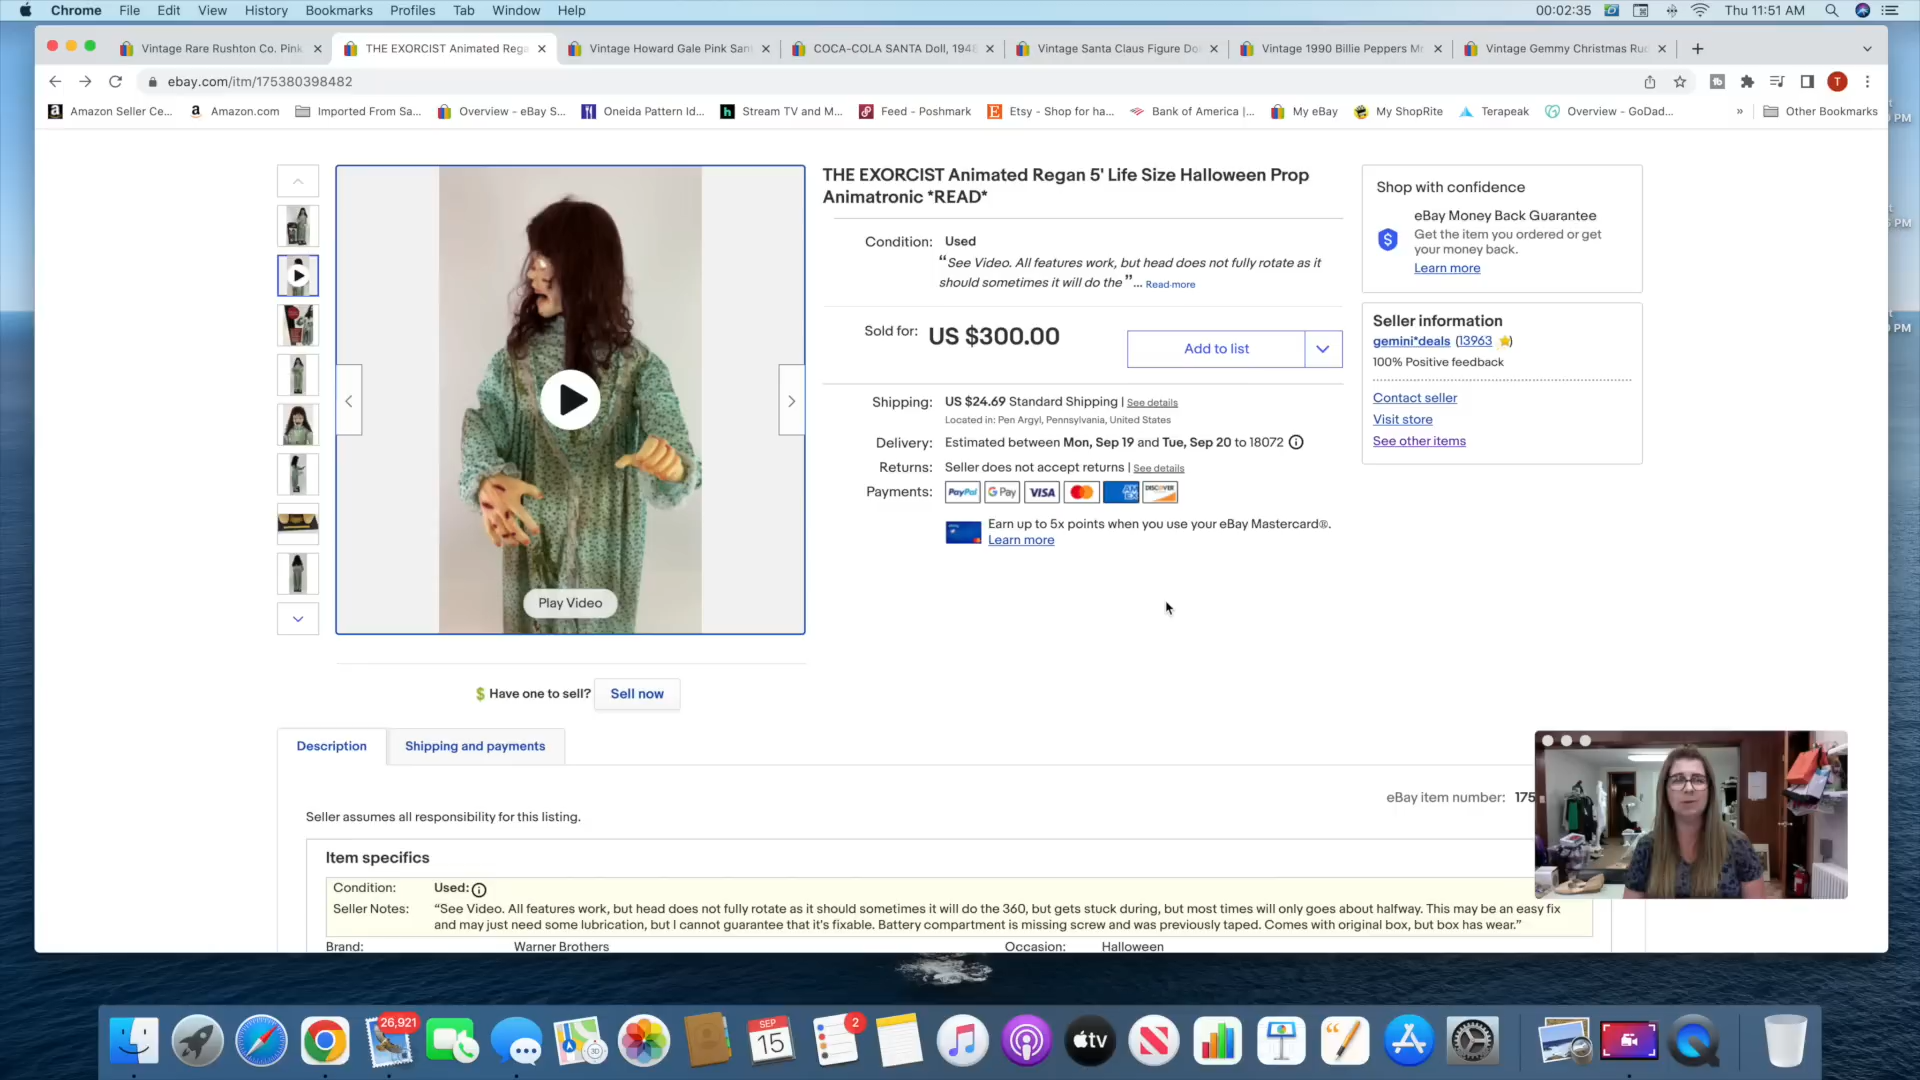 Chrome File Edit View History Bookmarks Profiles Tab Window Help 00:02:35 Thu 11:51 AM
Vintage Rare Rushton Co. Pink THE EXORCIST Animated Rega Vintage Howard Gale Pink San COCA-COLA SANTA Doll, 1948 Vintage Santa Claus Figure Do Vintage 1990 Billie Peppers Mr Vintage Gemmy Christmas Ru
ebay.com/itm/175380398482 T
Amazon Seller Ce... Amazon.com Imported From Sa... Overview – eBay S... Oneida Pattern Id... Stream TV and M... Feed – Poshmark Etsy - Shop for ha... Bank of America |... My eBay My ShopRite Terapeak Overview – GoDad... » Other Bookmarks
THE EXORCIST Animated Regan 5' Life Size Halloween Prop
Animatronic *READ*
Condition: Used
“See Video. All features work, but head does not fully rotate as it
should sometimes it will do the”... Read more
Sold for: US $300.00
Add to list
Shipping: US $24.69 Standard Shipping | See details
Located in: Pen Argyl, Pennsylvania, United States
Delivery: Estimated between Mon, Sep 19 and Tue, Sep 20 to 18072
Returns: Seller does not accept returns | See details
Payments: PayPal G Pay VISA DISCOVER
Earn up to 5x points when you use your eBay Mastercard®.
Learn more
Shop with confidence
eBay Money Back Guarantee
Get the item you ordered or get
your money back.
Learn more
Seller information
gemini*deals (13963 )
100% Positive feedback
Contact seller
Visit store
See other items
PM
PM
PM
Play Video
Have one to sell? Sell now
Description Shipping and payments
eBay item number: 175
Seller assumes all responsibility for this listing.
Item specifics
Condition: Used:
Seller Notes: “See Video. All features work, but head does not fully rotate as it should sometimes it will do the 360, but gets stuck during, but most times will only goes about halfway. This may be an easy fix
and may just need some lubrication, but I cannot guarantee that it's fixable. Battery compartment is missing screw and was previously taped. Comes with original box, but box has wear.”
Brand: Warner Brothers Occasion: Halloween
26,921 SEP 15 2 tv